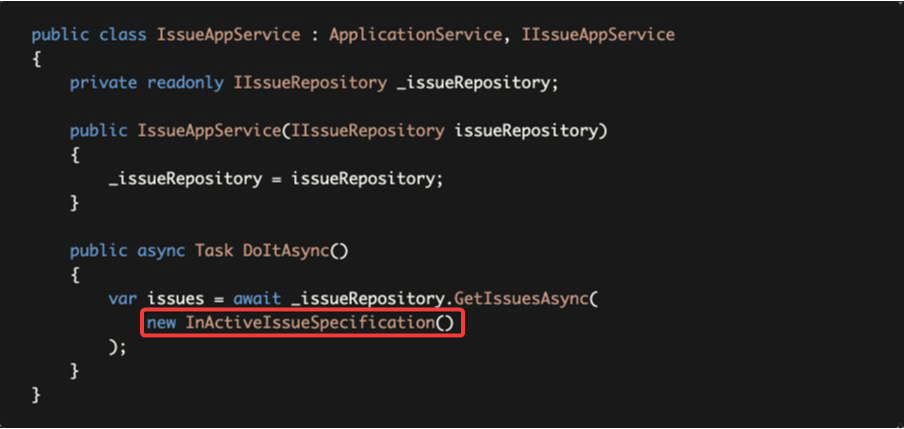 public class IssueAppService : ApplicationService, IIssueAppService
{
private readonly IIssueRepository _issueRepository;
public IssueAppService(IIssueRepository issueRepository)
{
_issueRepository = issueRepository;
}
public async Task DoItAsync()
{
var issues = await _issueRepository.GetIssuesAsync(
new InActiveIssueSpecification()
);
}
}